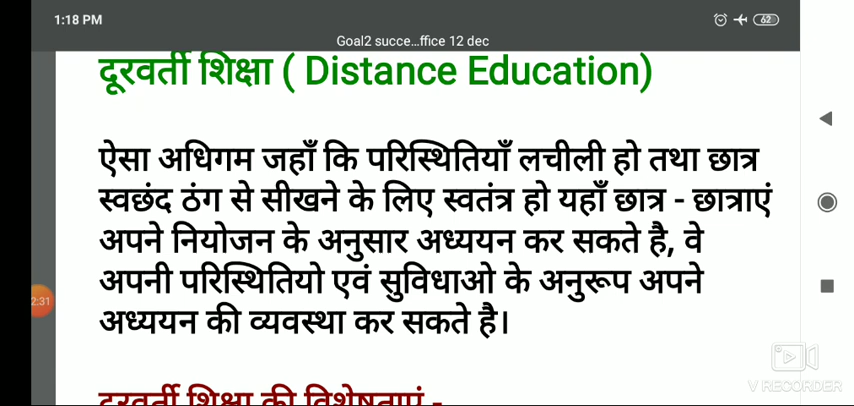 1:18 PM
62
Goal2 succe...ffice 12 dec
दूरवर्ती शिक्षा ( Distance Education)
ऐसा अधिगम जहाँ कि परिस्थितियाँ लचीली हो तथा छात्र
स्वछंद ठंग से सीखने के लिए स्वतंत्र हो यहाँ छात्र - छात्राएं
अपने नियोजन के अनुसार अध्ययन कर सकते है, वे
अपनी परिस्थितियो एवं सुविधाओ के अनुरूप अपने
2:31
अध्ययन की व्यवस्था कर सकते है।
V RECORDER
दूरवर्ती शिक्षा की विशेषताएं -